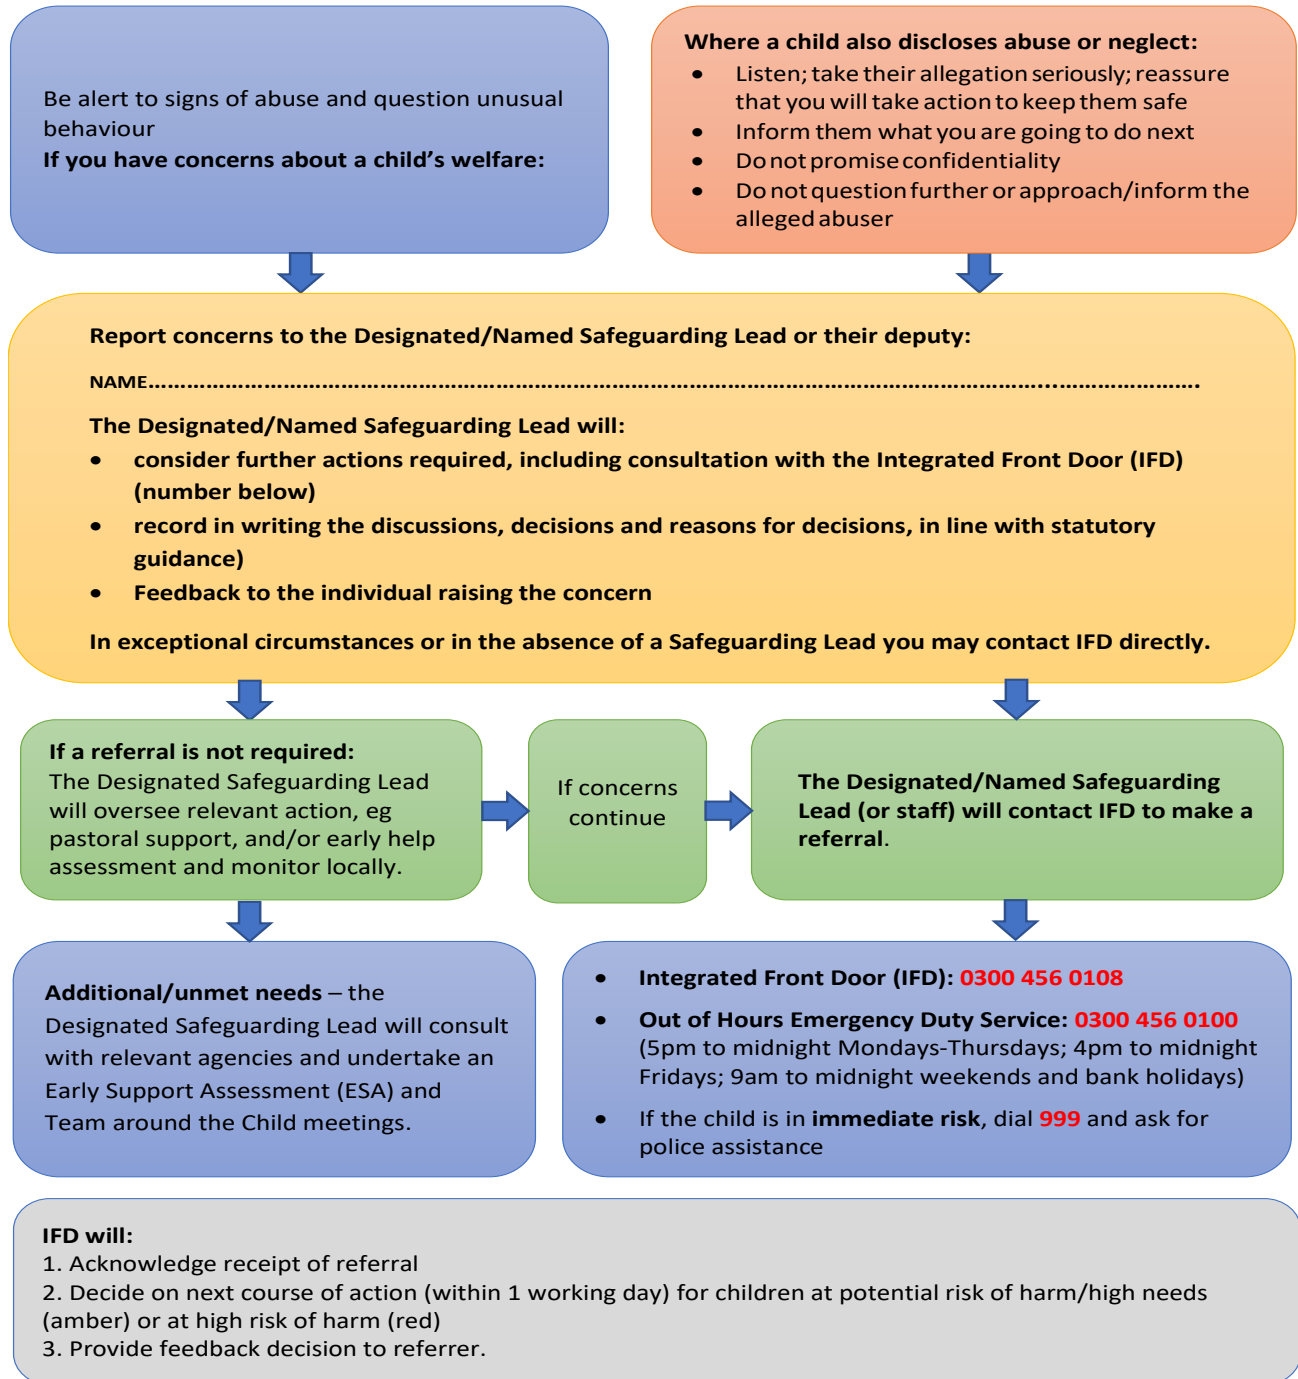 Be alert to signs of abuse and question unusual
behaviour
If you have concerns about a child's welfare:
Where a child also discloses abuse or neglect:
• Listen; take their allegation seriously; reassure
that you will take action to keep them safe
• Inform them what you are going to do next
• Do not promise confidentiality
• Do not question further or approach/inform the
alleged abuser
Report concerns to the Designated/Named Safeguarding Lead or their deputy:
NAME………………………………………………………………………………………………………………………...………………….
The Designated/Named Safeguarding Lead will:
• consider further actions required, including consultation with the Integrated Front Door (IFD)
(number below)
• record in writing the discussions, decisions and reasons for decisions, in line with statutory
guidance)
• Feedback to the individual raising the concern
In exceptional circumstances or in the absence of a Safeguarding Lead you may contact IFD directly.
If a referral is not required:
The Designated Safeguarding Lead
will oversee relevant action, eg
pastoral support, and/or early help
assessment and monitor locally.
If concerns
continue
The Designated/Named Safeguarding
Lead (or staff) will contact IFD to make a
referral.
Additional/unmet needs – the
Designated Safeguarding Lead will consult
with relevant agencies and undertake an
Early Support Assessment (ESA) and
Team around the Child meetings.
• Integrated Front Door (IFD): 0300 456 0108
• Out of Hours Emergency Duty Service: 0300 456 0100
(5pm to midnight Mondays-Thursdays; 4pm to midnight
Fridays; 9am to midnight weekends and bank holidays)
• If the child is in immediate risk, dial 999 and ask for
police assistance
IFD will:
1. Acknowledge receipt of referral
2. Decide on next course of action (within 1 working day) for children at potential risk of harm/high needs
(amber) or at high risk of harm (red)
3. Provide feedback decision to referrer.